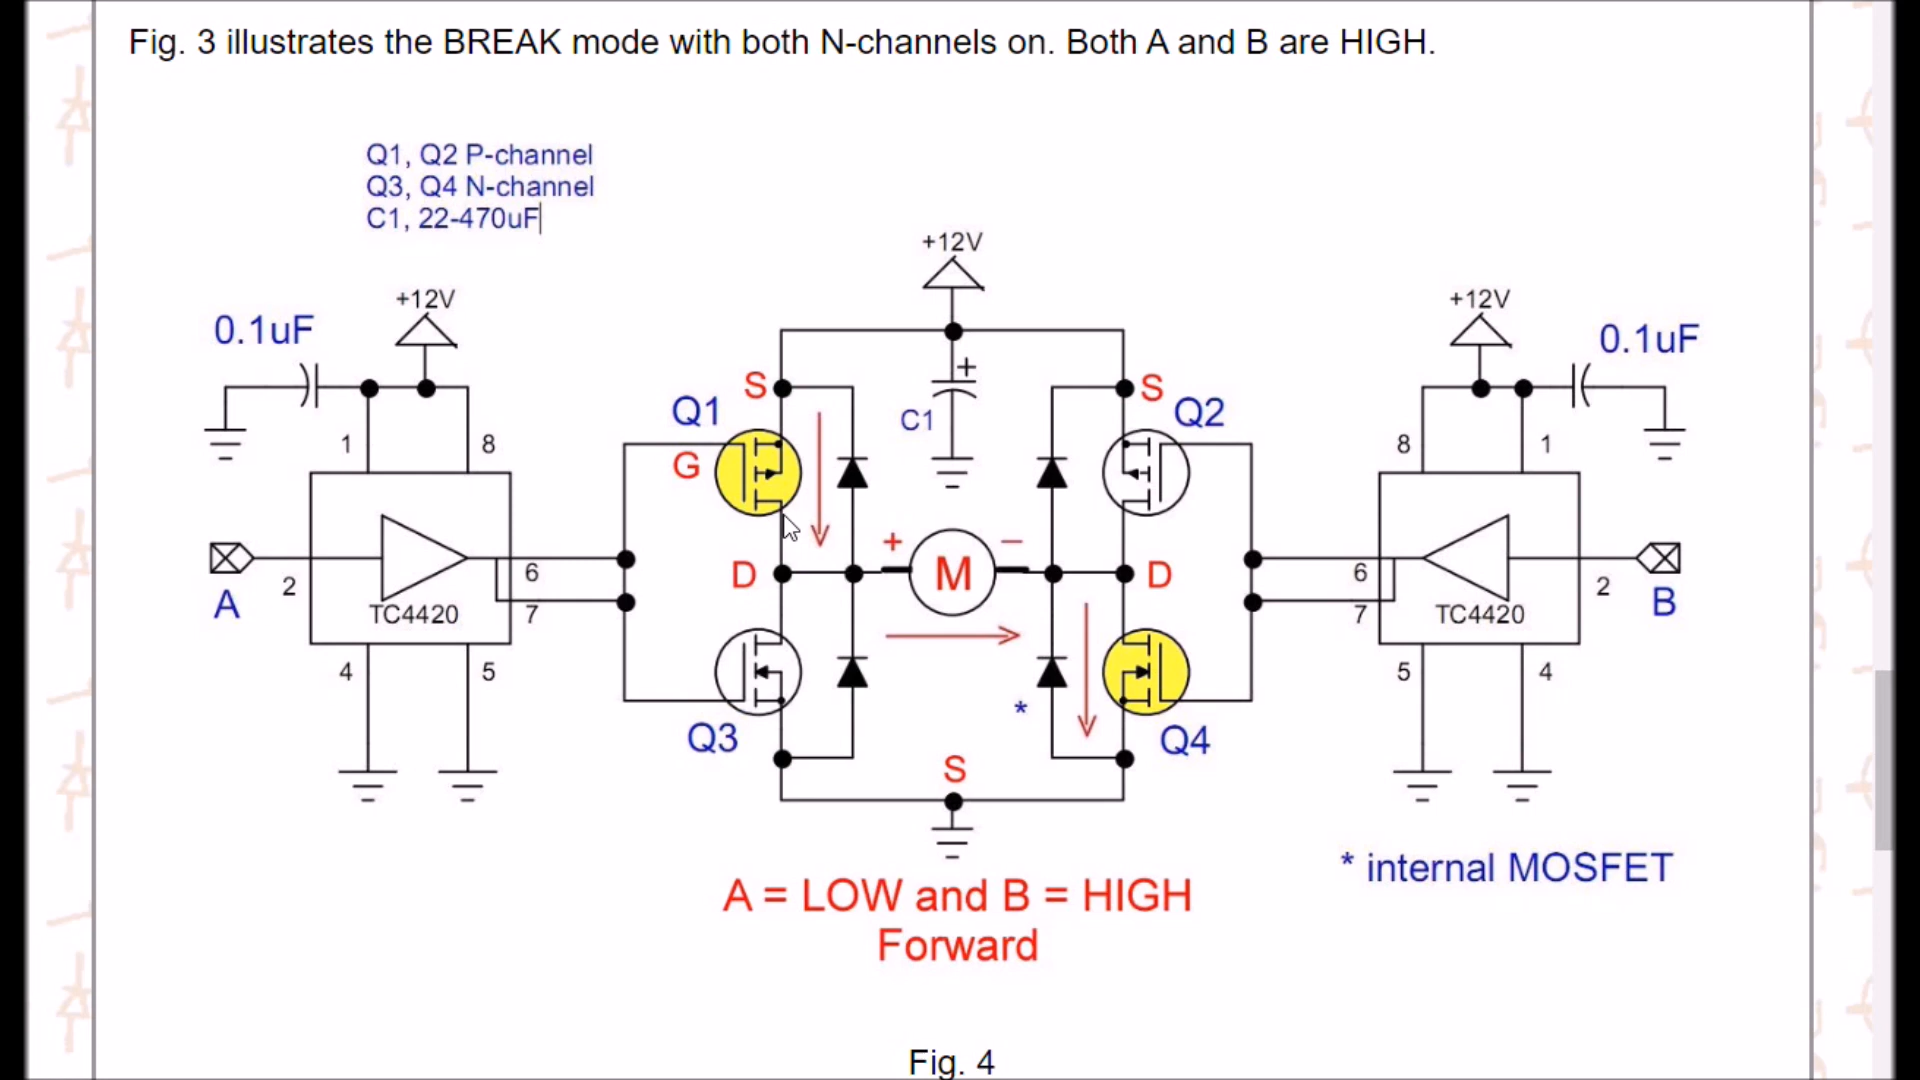 Fig. 3 illustrates the BREAK mode with both N-channels on. Both A and B are HIGH.
Q1, Q2 P-channel
Q3, Q4 N-channel
C1, 22-470uF
+12V
+12V
+12V
0.1uF
0.1uF
+
S
S
Q1
C1
Q2
1
8
8
1
G
+
−
6
D
M
D
6
2
2
A
TC4420
7
7
TC4420
B
4
5
5
4
*
Q3
Q4
S
* internal MOSFET
A = LOW and B = HIGH
Forward
Fig. 4